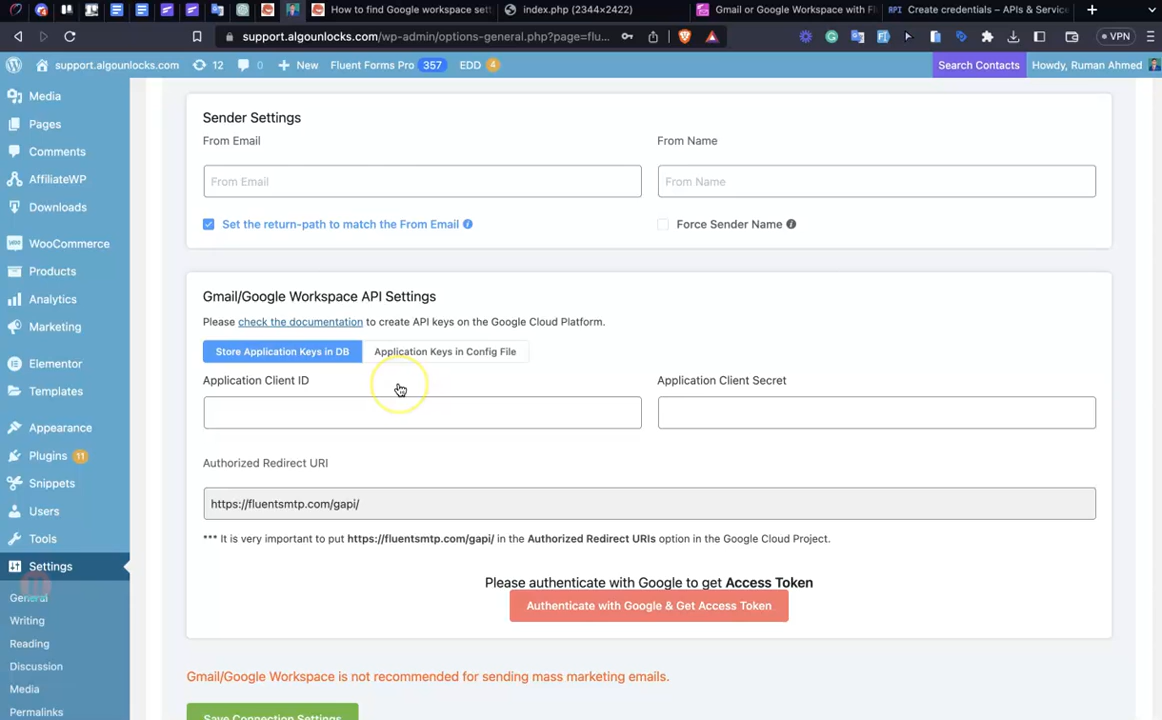 How to find Google workspace set
index.php (2344×2252)
Gmail or Google Workspace with Fl
API Create credentials – APIs & Service
support.algounlocks.com/wp-admin/options-general.php?page=flu...
VPN
support.algounlocks.com 12 0 New Fluent Forms Pro 357 EDD 4 Search Contacts Howdy, Ruman Ahmed
Media
Pages
Comments
AffiliateWP
Downloads
WooCommerce
Products
Analytics
Marketing
Elementor
Templates
Appearance
Plugins 11
Snippets
Users
Tools
Settings
General
Writing
Reading
Discussion
Media
Permalinks
Sender Settings
From Email From Name
From Email From Name
Set the return-path to match the From Email Force Sender Name
Gmail/Google Workspace API Settings
Please check the documentation to create API keys on the Google Cloud Platform.
Store Application Keys in DB Application Keys in Config File
Application Client ID Application Client Secret
Authorized Redirect URI
https://fluentsmtp.com/gapi/
*** It is very important to put https://fluentsmtp.com/gapi/ in the Authorized Redirect URIs option in the Google Cloud Project.
Please authenticate with Google to get Access Token
Authenticate with Google & Get Access Token
Gmail/Google Workspace is not recommended for sending mass marketing emails.
Save Connection Settings